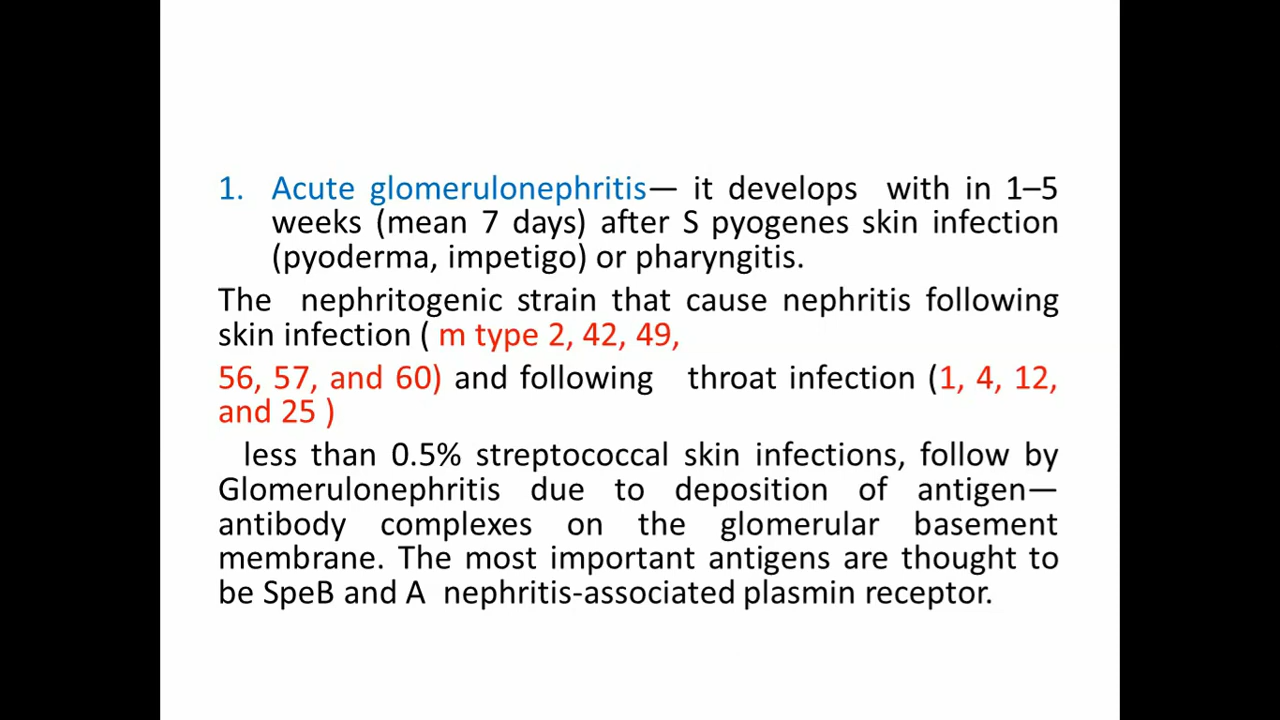 1. Acute glomerulonephritis— it develops with in 1–5
weeks (mean 7 days) after S pyogenes skin infection
(pyoderma, impetigo) or pharyngitis.
The nephritogenic strain that cause nephritis following
skin infection ( m type 2, 42, 49,
56, 57, and 60) and following throat infection (1, 4, 12,
and 25 )
less than 0.5% streptococcal skin infections, follow by
Glomerulonephritis due to deposition of antigen—
antibody complexes on the glomerular basement
membrane. The most important antigens are thought to
be SpeB and A nephritis-associated plasmin receptor.